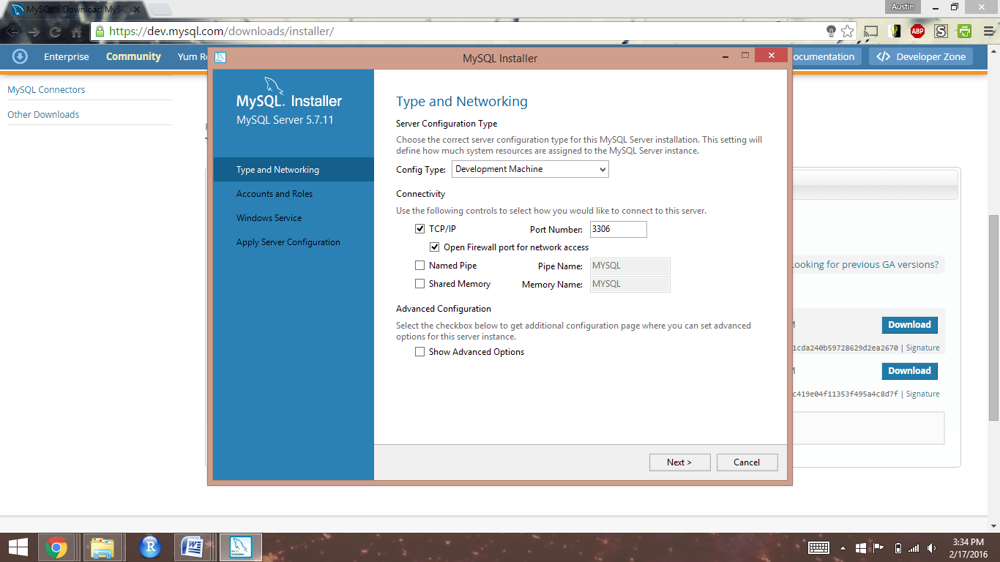 MySQL :: Download MySC
Austin
https://dev.mysql.com/downloads/installer/
ABP
S
Enterprise Community Yum Re
ocumentation
</> Developer Zone
MySQL Connectors
Other Downloads
MySQL Installer
MySQL. Installer
MySQL Server 5.7.11
Type and Networking
Accounts and Roles
Windows Service
Apply Server Configuration
Type and Networking
Server Configuration Type
Choose the correct server configuration type for this MySQL Server installation. This setting will
define how much system resources are assigned to the MySQL Server instance.
Config Type: Development Machine
Connectivity
Use the following controls to select how you would like to connect to this server.
TCP/IP Port Number: 3306
Open Firewall port for network access
Named Pipe Pipe Name: MYSQL
Shared Memory Memory Name: MYSQL
Advanced Configuration
Select the checkbox below to get additional configuration page where you can set advanced
options for this server instance.
Show Advanced Options
Next > Cancel
Looking for previous GA versions?
M Download
1cda240b59728629d2ea2670 | Signature
M Download
c419e04f11353f495a4c8d7f | Signature
R
W
Installer
3:34 PM
2/17/2016